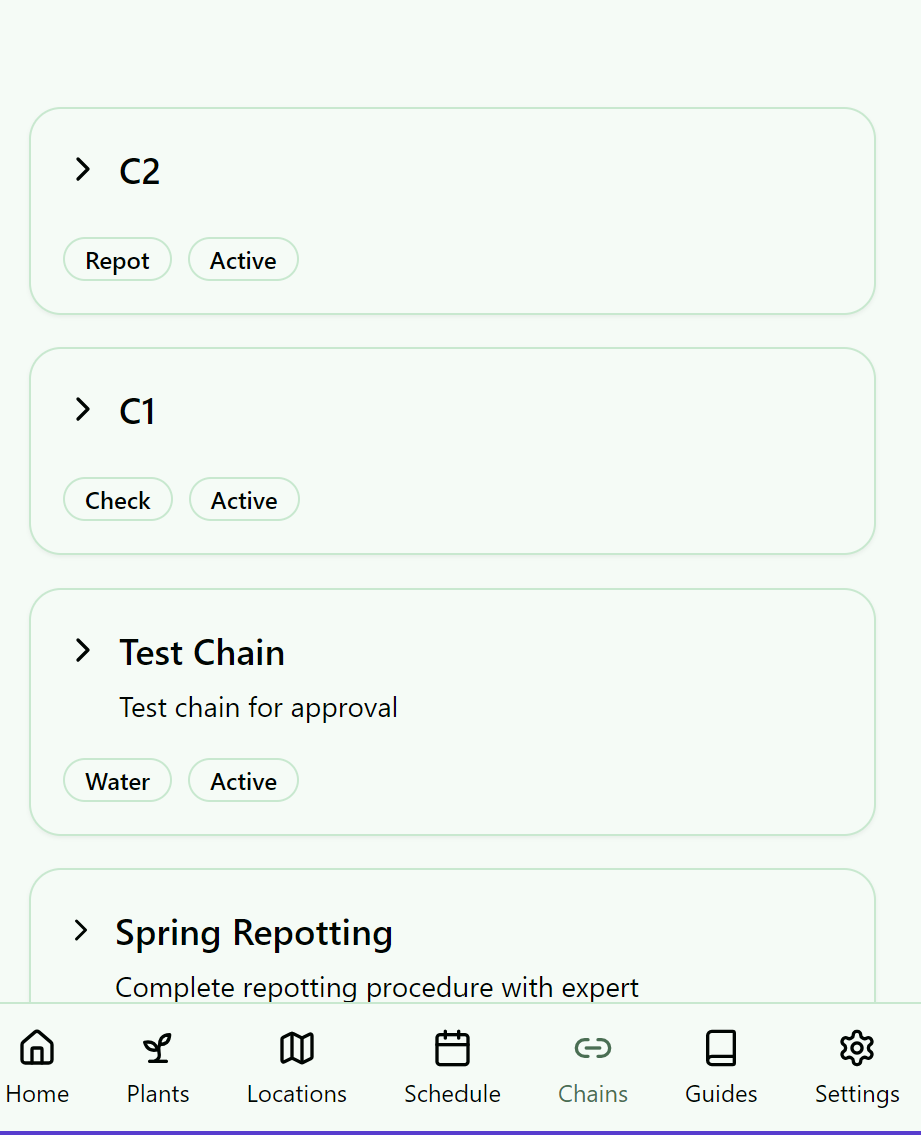 C2
Repot Active
C1
Check Active
Test Chain
Test chain for approval
Water Active
Spring Repotting
Complete repotting procedure with expert
Home Plants Locations Schedule Chains Guides Settings